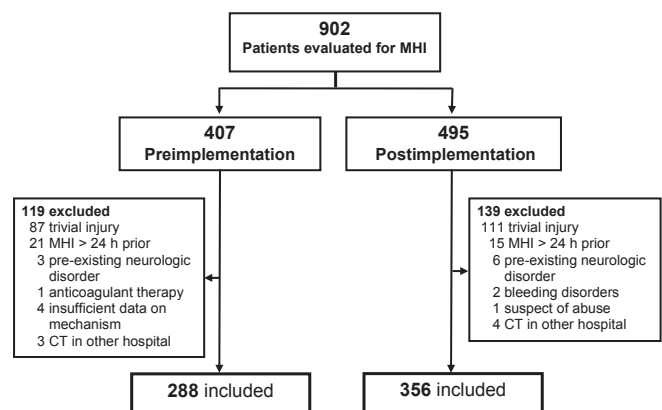 902
Patients evaluated for MHI
407
Preimplementation
495
Postimplementation
119 excluded
87 trivial injury
21 MHI > 24 h prior
3 pre-existing neurologic
disorder
1 anticoagulant therapy
4 insufficient data on
mechanism
3 CT in other hospital
139 excluded
111 trivial injury
15 MHI > 24 h prior
6 pre-existing neurologic
disorder
2 bleeding disorders
1 suspect of abuse
4 CT in other hospital
288 included
356 included